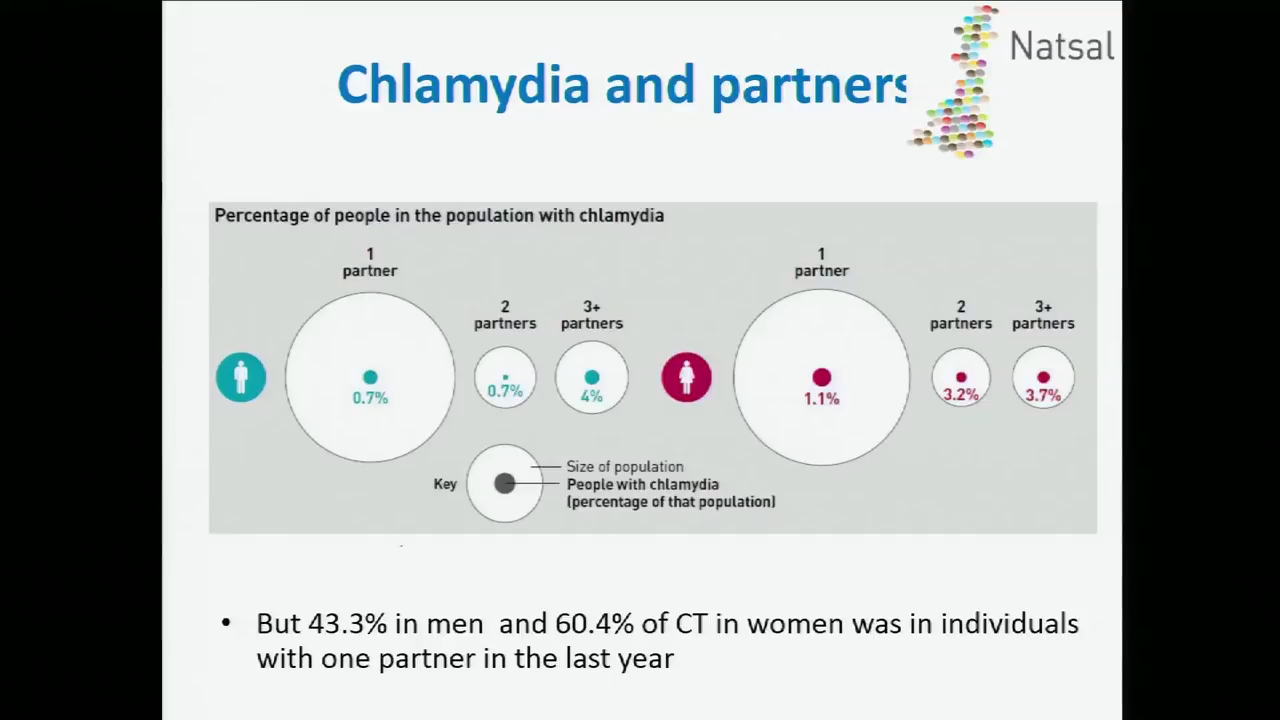 Chlamydia and partners
Natsal
Percentage of people in the population with chlamydia
1
partner
2
partners
3+
partners
1
partner
2
partners
3+
partners
0.7%
0.7%
4%
1.1%
3.2%
3.7%
Key
Size of population
People with chlamydia
(percentage of that population)
• But 43.3% in men and 60.4% of CT in women was in individuals
with one partner in the last year